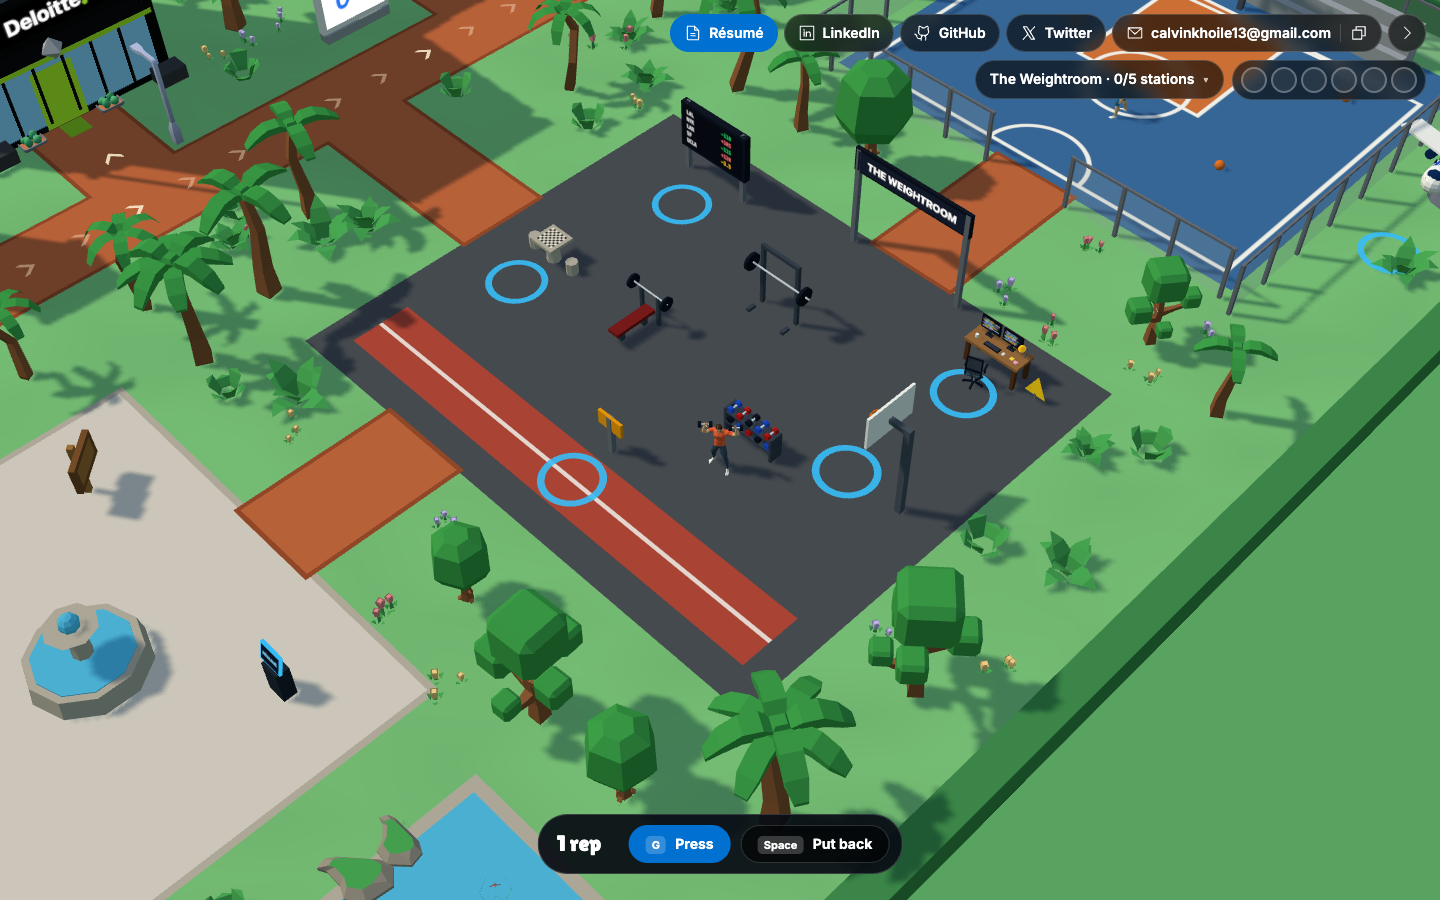 Deloitte.
Résumé
LinkedIn
GitHub
Twitter
calvinkhoile13@gmail.com
The Weightroom · 0/5 stations
THE WEIGHTROOM
1 rep
G Press
Space Put back